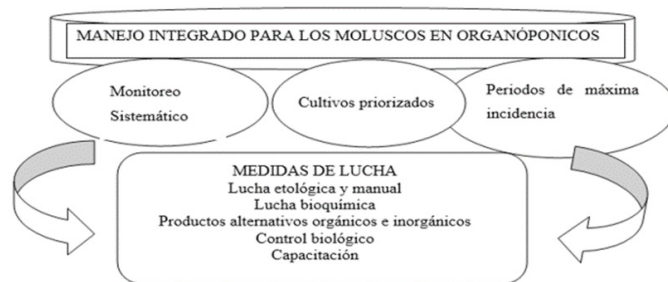 MANEJO INTEGRADO PARA LOS MOLUSCOS EN ORGANÓPONICOS
Monitoreo
Sistemático
Cultivos priorizados
Periodos de máxima
incidencia
MEDIDAS DE LUCHA
Lucha etológica y manual
Lucha bioquímica
Productos alternativos orgánicos e inorgánicos
Control biológico
Capacitación